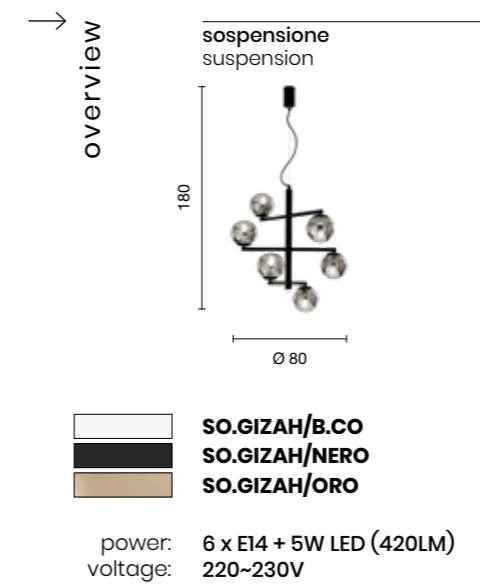 overview
sospensione
suspension
180
Ø 80
SO.GIZAH/B.CO
SO.GIZAH/NERO
SO.GIZAH/ORO
power: 6 x E14 + 5W LED (420LM)
voltage: 220~230V